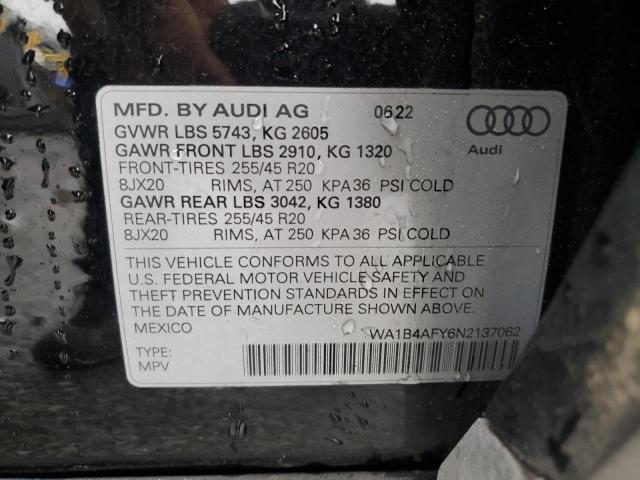 MFD. BY AUDI AG 0622
GVWR LBS 5743, KG 2605
GAWR FRONT LBS 2910, KG 1320
FRONT-TIRES 255/45 R20
8JX20 RIMS, AT 250 KPA36 PSI COLD
GAWR REAR LBS 3042, KG 1380
REAR-TIRES 255/45 R20
8JX20 RIMS, AT 250 KPA36 PSI COLD
Audi
THIS VEHICLE CONFORMS TO ALL APPLICABLE
U.S. FEDERAL MOTOR VEHICLE SAFETY AND
THEFT PREVENTION STANDARDS IN EFFECT ON
THE DATE OF MANUFACTURE SHOWN ABOVE.
MEXICO WA1B4AFY6N2137062
TYPE:
MPV